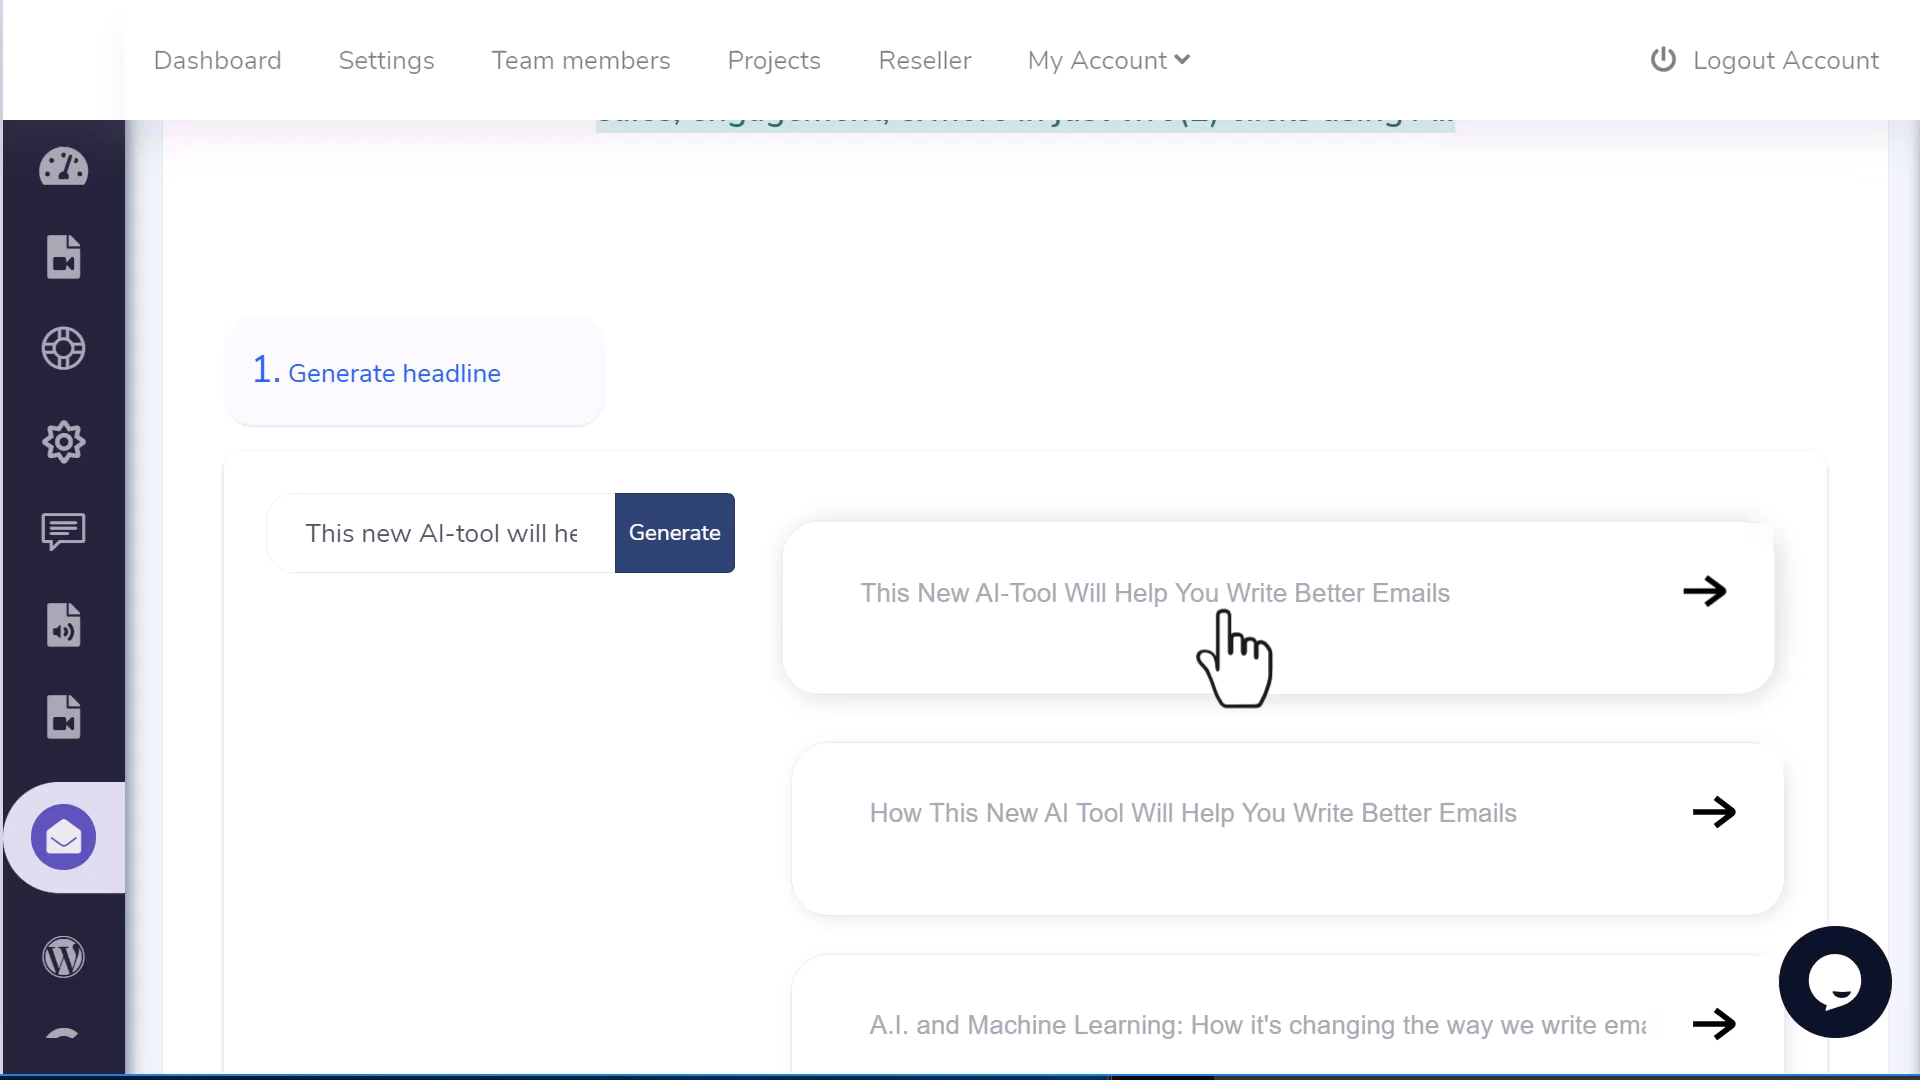 Dashboard
Settings
Team members
Projects
Reseller
My Account
Logout Account
1. Generate headline
This new AI-tool will he
Generate
This New AI-Tool Will Help You Write Better Emails
How This New AI Tool Will Help You Write Better Emails
A.I. and Machine Learning: How it's changing the way we write ema